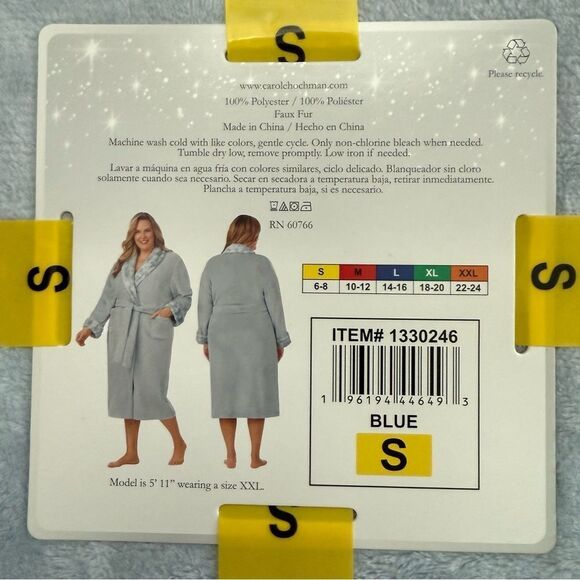 S
Please recycle.
www.carolehochman.com
100% Polyester / 100% Poliéster
Faux Fur
Made in China / Hecho en China
Machine wash cold with like colors, gentle cycle. Only non-chlorine bleach when needed.
Tumble dry low, remove promptly. Low iron if needed.
Lavar a máquina en agua fría con colores similares, ciclo delicado. Blanqueador sin cloro
solamente cuando sea necesario. Secar en secadora a temperatura baja, retirar inmediatamente.
Plancha a temperatura baja, si es necesario.
RN 60766
S
S
S M L XL XXL
6-8 10-12 14-16 18-20 22-24
ITEM# 1330246
1 96194 44649 3
BLUE
S
Model is 5' 11" wearing a size XXL.
S